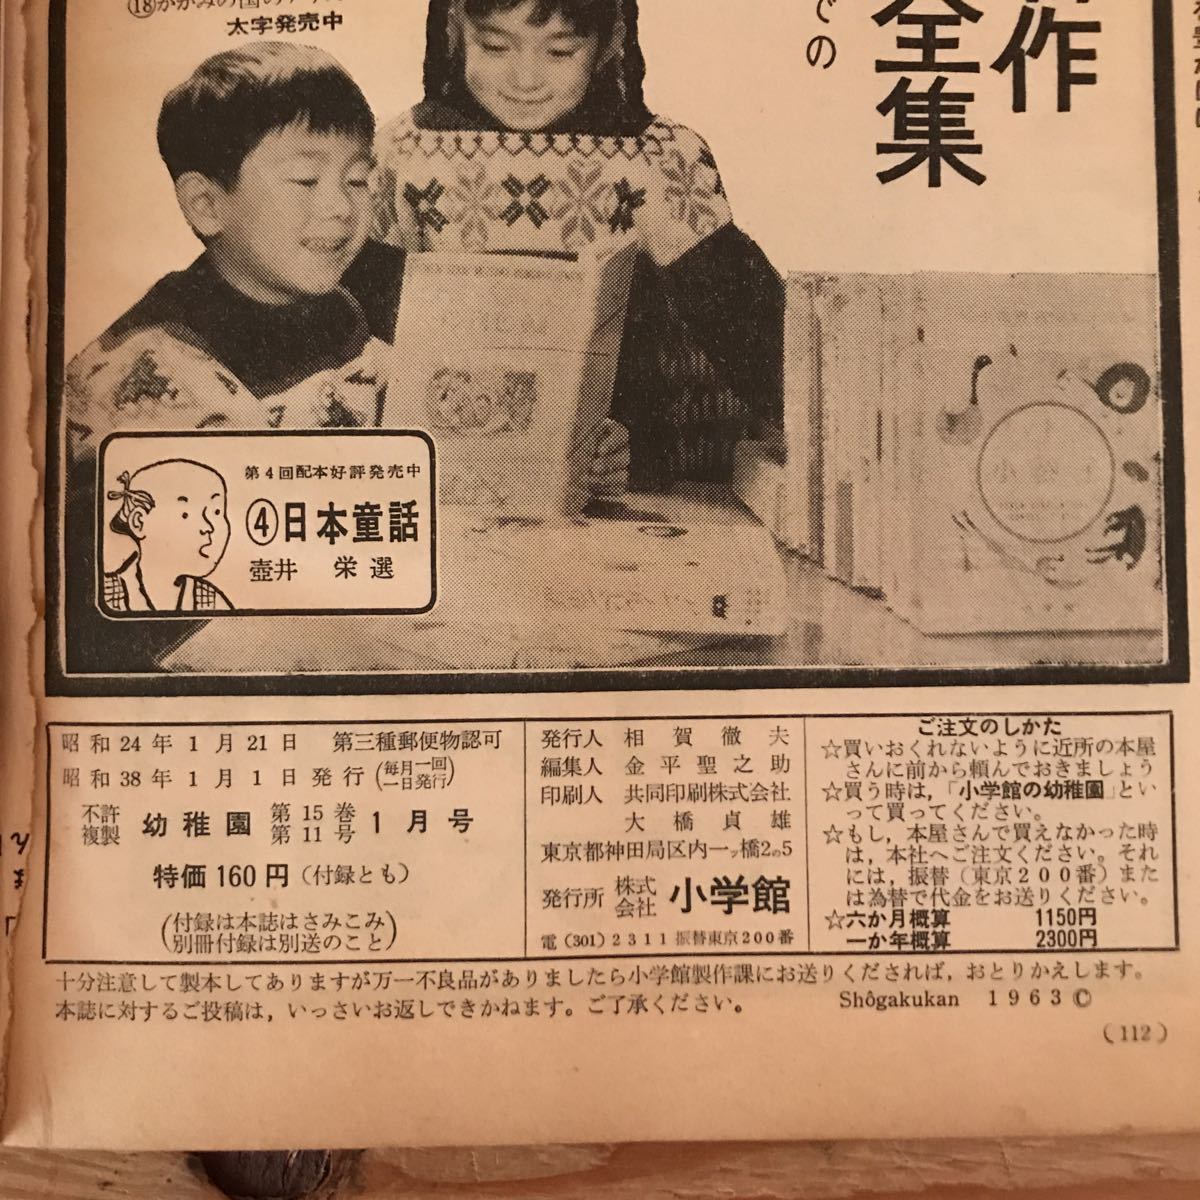 太字発売中
作
全集
での
第4回配本好評発売中
④日本童話
壺井 栄選
昭和24年1月21日 第三種郵便物認可
昭和38年1月1日発行(毎月一回一日発行)
不許複製 幼稚園 第15巻第11号 1月号
特価160円(付録とも)
(付録は本誌はさみこみ
別冊付録は別送のこと)
発行人 相賀徹夫
編集人 金平聖之助
印刷人 共同印刷株式会社
大橋貞雄
東京都神田局区内一ッ橋2の5
発行所 株式会社 小学館
電(301)2311振替東京200番
ご注文のしかた
☆買いおくれないように近所の本屋
さんに前から頼んでおきましょう
☆買う時は,「小学館の幼稚園」とい
って買ってください。
☆もし,本屋さんで買えなかった時
は,本社へご注文ください。それ
には,振替(東京200番)また
は為替で代金をお送りください。
☆六か月概算 1150円
一か年概算 2300円
十分注意して製本してありますが万一不良品がありましたら小学館製作課にお送りくだされば,おとりかえします。
本誌に対するご投稿は,いっさいお返しできかねます。ご了承ください。
Shôgakukan 1963©
(112)